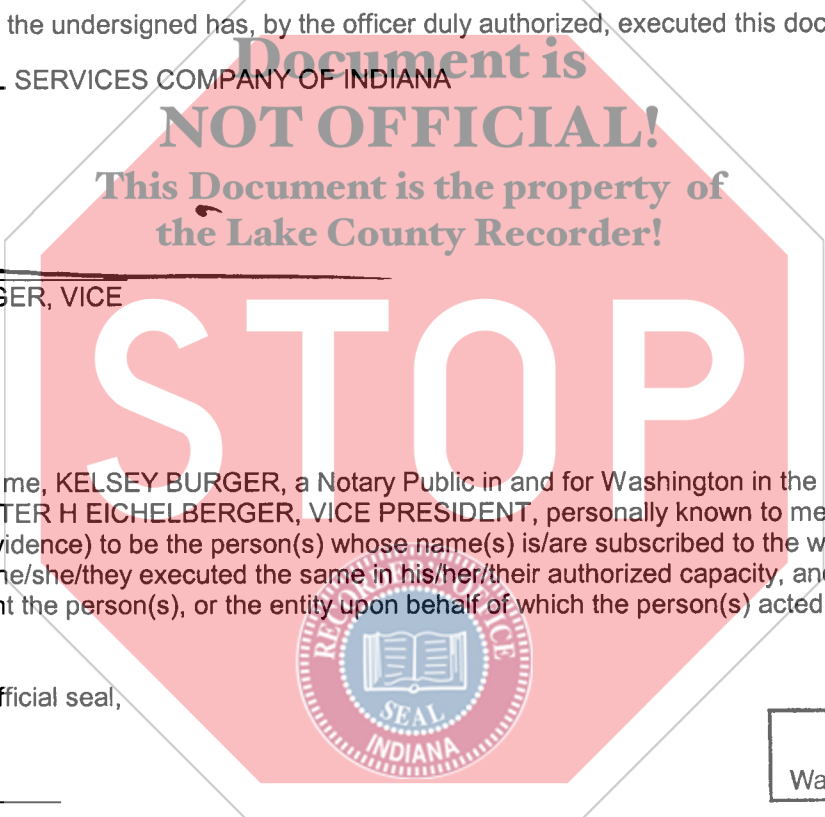 the undersigned has, by the officer duly authorized, executed this doc
Document is
SERVICES COMPANY OF INDIANA
NOT OFFICIAL!
This Document is the property of
the Lake County Recorder!
GER, VICE
STOP
me, KELSEY BURGER, a Notary Public in and for Washington in the
TER H EICHELBERGER, VICE PRESIDENT, personally known to me
vidence) to be the person(s) whose name(s) is/are subscribed to the w
he/she/they executed the same in his/her/their authorized capacity, and
nt the person(s), or the entity upon behalf of which the person(s) acted
RECORDER'S OFFICE
fficial seal,
SEAL
INDIANA
Wa